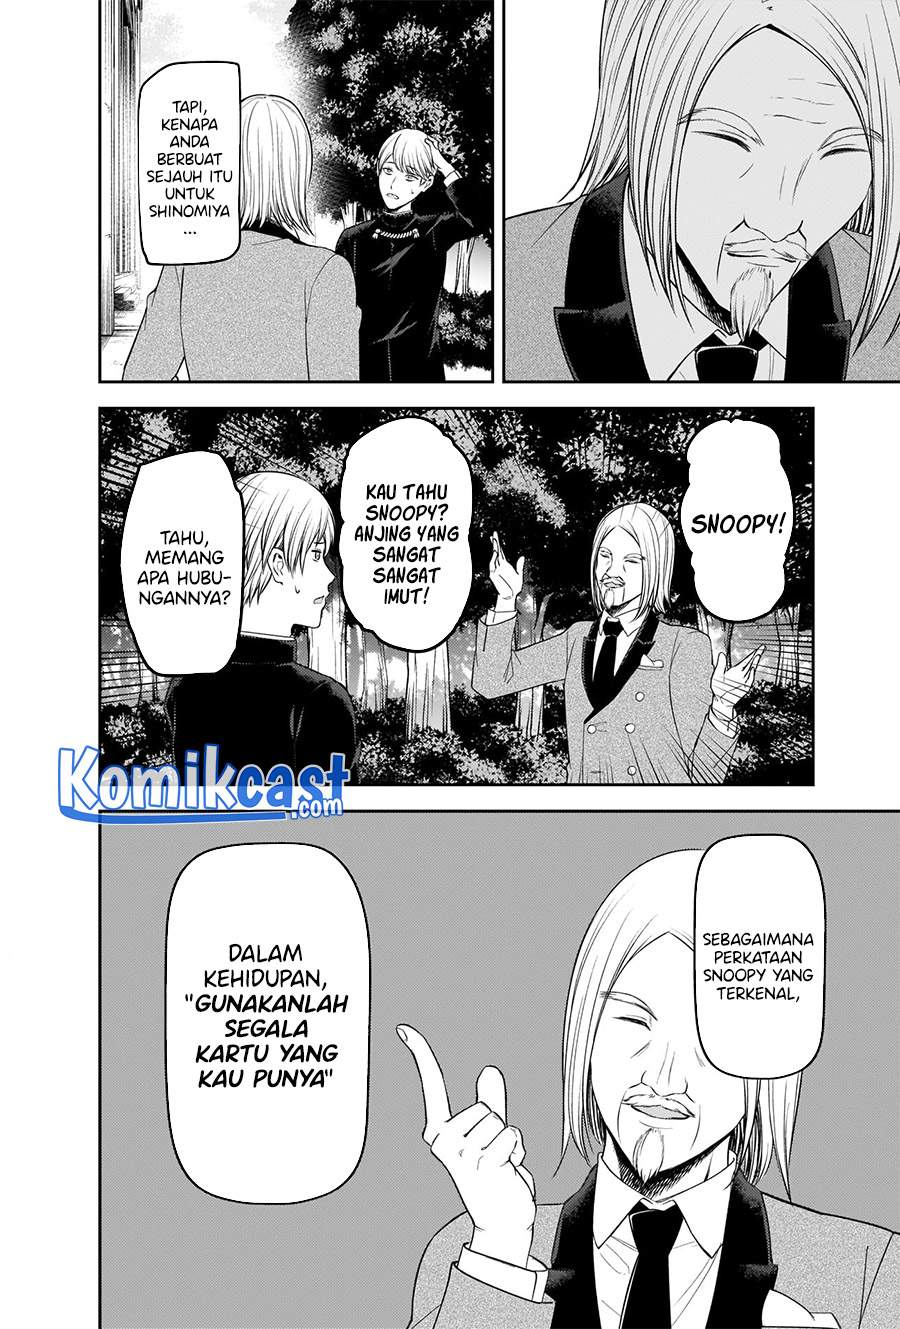 TAPI,
KENAPA
ANDA
BERBUAT
SEJAUH ITU
UNTUK
SHINOMIYA
...
SNOOPY!
KAU TAHU
SNOOPY?
ANJING YANG
SANGAT
SANGAT
IMUT!
TAHU,
MEMANG
APA HUBU-
NGANNYA?
Komikcast
.com
SEBAGAIMANA
PERKATAAN
SNOOPY YANG
TERKENAL,
DALAM
KEHIDUPAN,
"GUNAKANLAH
SEGALA
KARTU YANG
KAU PUNYA"